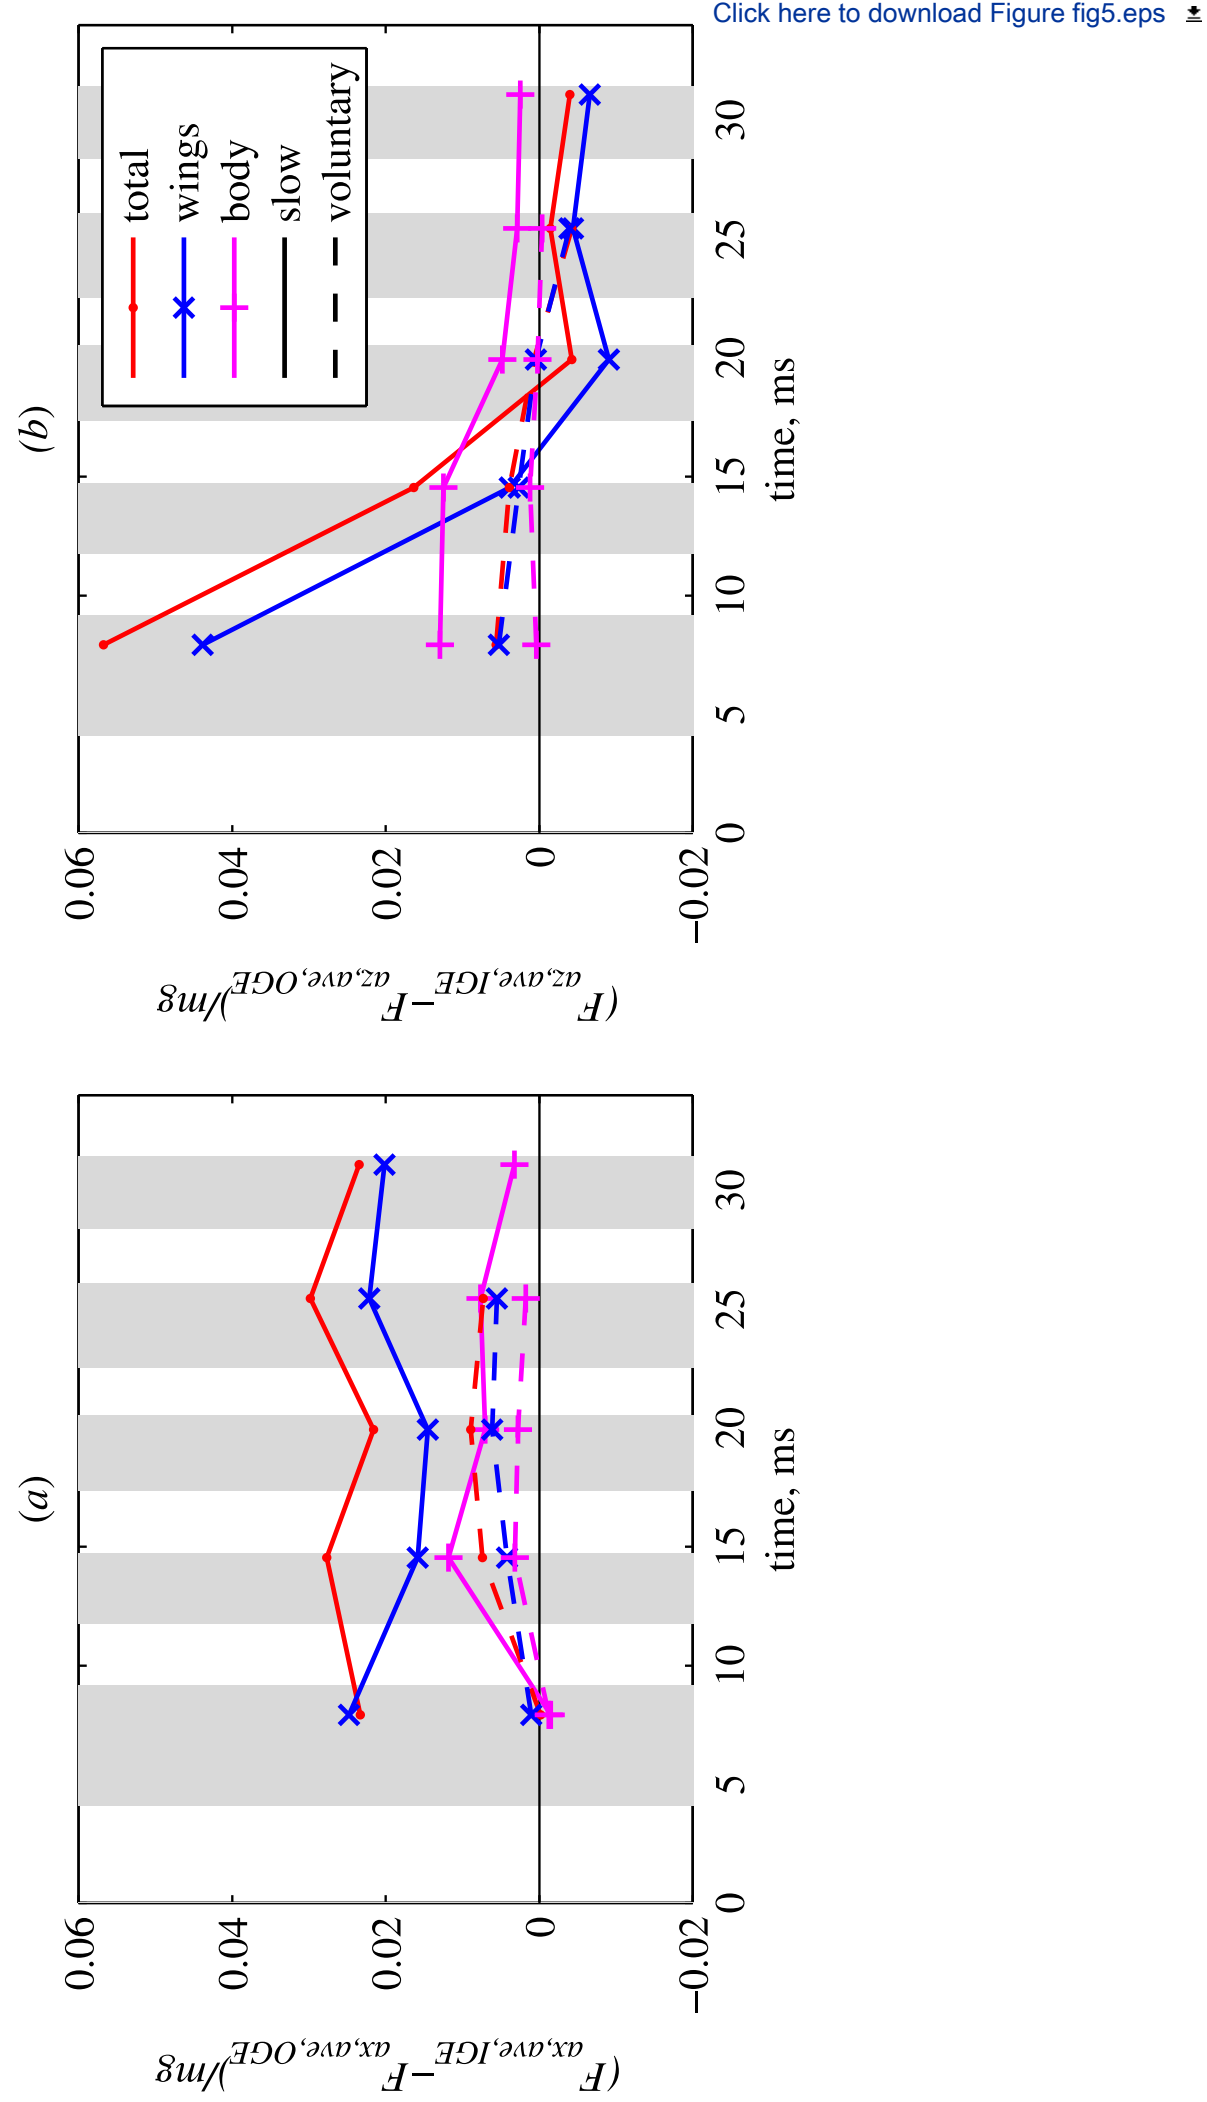 Click here to download Figure fig5.eps
(a)
0.06
0.04
0.02
0
−0.02
(F_{ax,ave,IGE}−F_{ax,ave,OGE})/mg
0 5 10 15 20 25 30
time, ms
(b)
total
wings
body
slow
voluntary
0.06
0.04
0.02
0
−0.02
(F_{az,ave,IGE}−F_{az,ave,OGE})/mg
0 5 10 15 20 25 30
time, ms